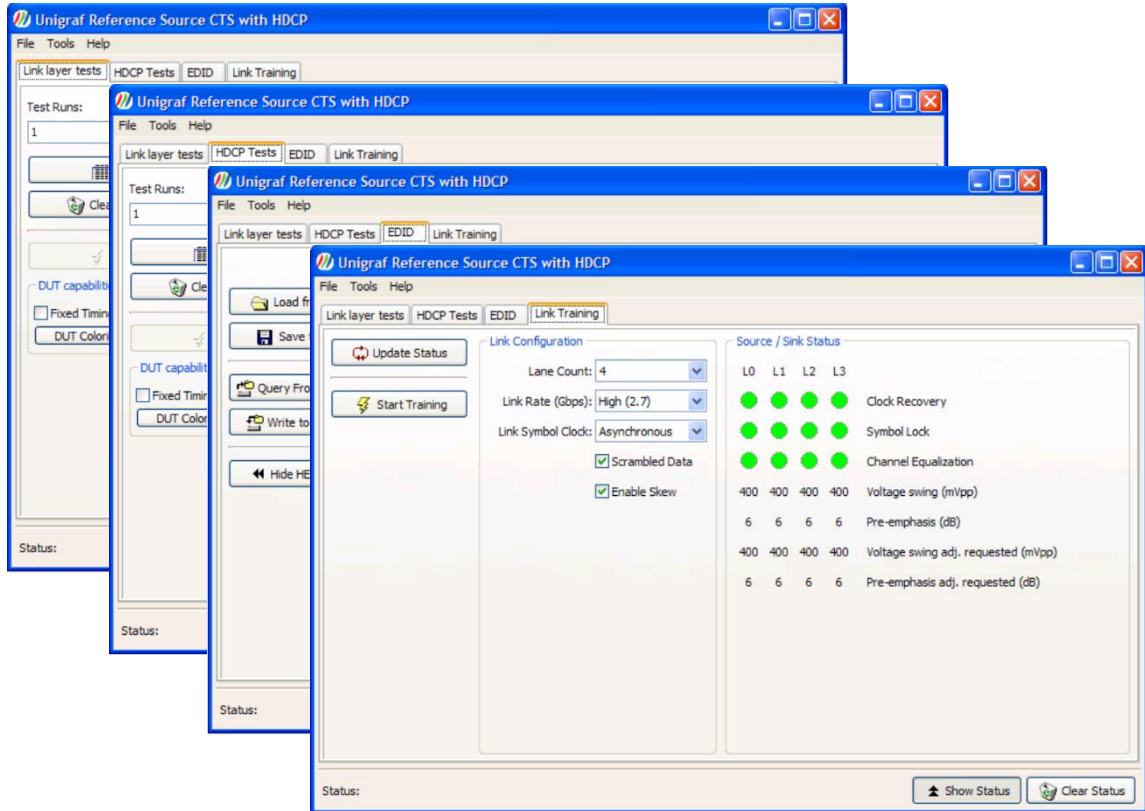 Unigraf Reference Source CTS with HDCP
File Tools Help
Link layer tests HDCP Tests EDID Link Training
Test Runs:
1
DUT
Fixed
DUT
Status:
Unigraf Reference Source CTS with HDCP
File Tools Help
Link layer tests HDCP Tests EDID Link Training
Test Runs:
1
DUT
Fixed
DUT
Status:
Unigraf Reference Source CTS with HDCP
File Tools Help
Link layer tests HDCP Tests EDID Link Training
Load
Save
Query
Write to
Hide
Status:
Unigraf Reference Source CTS with HDCP
File Tools Help
Link layer tests HDCP Tests EDID Link Training
Update Status
Start Training
Link Configuration
Lane Count: 4
Link Rate (Gbps): High (2.7)
Link Symbol Clock: Asynchronous
Scrambled Data
Enable Skew
Source / Sink Status
L0 L1 L2 L3
Clock Recovery
Symbol Lock
Channel Equalization
400 400 400 400 Voltage swing (mVpp)
6 6 6 6 Pre-emphasis (dB)
400 400 400 400 Voltage swing adj. requested (mVpp)
6 6 6 6 Pre-emphasis adj. requested (dB)
Status:
Show Status
Clear Status